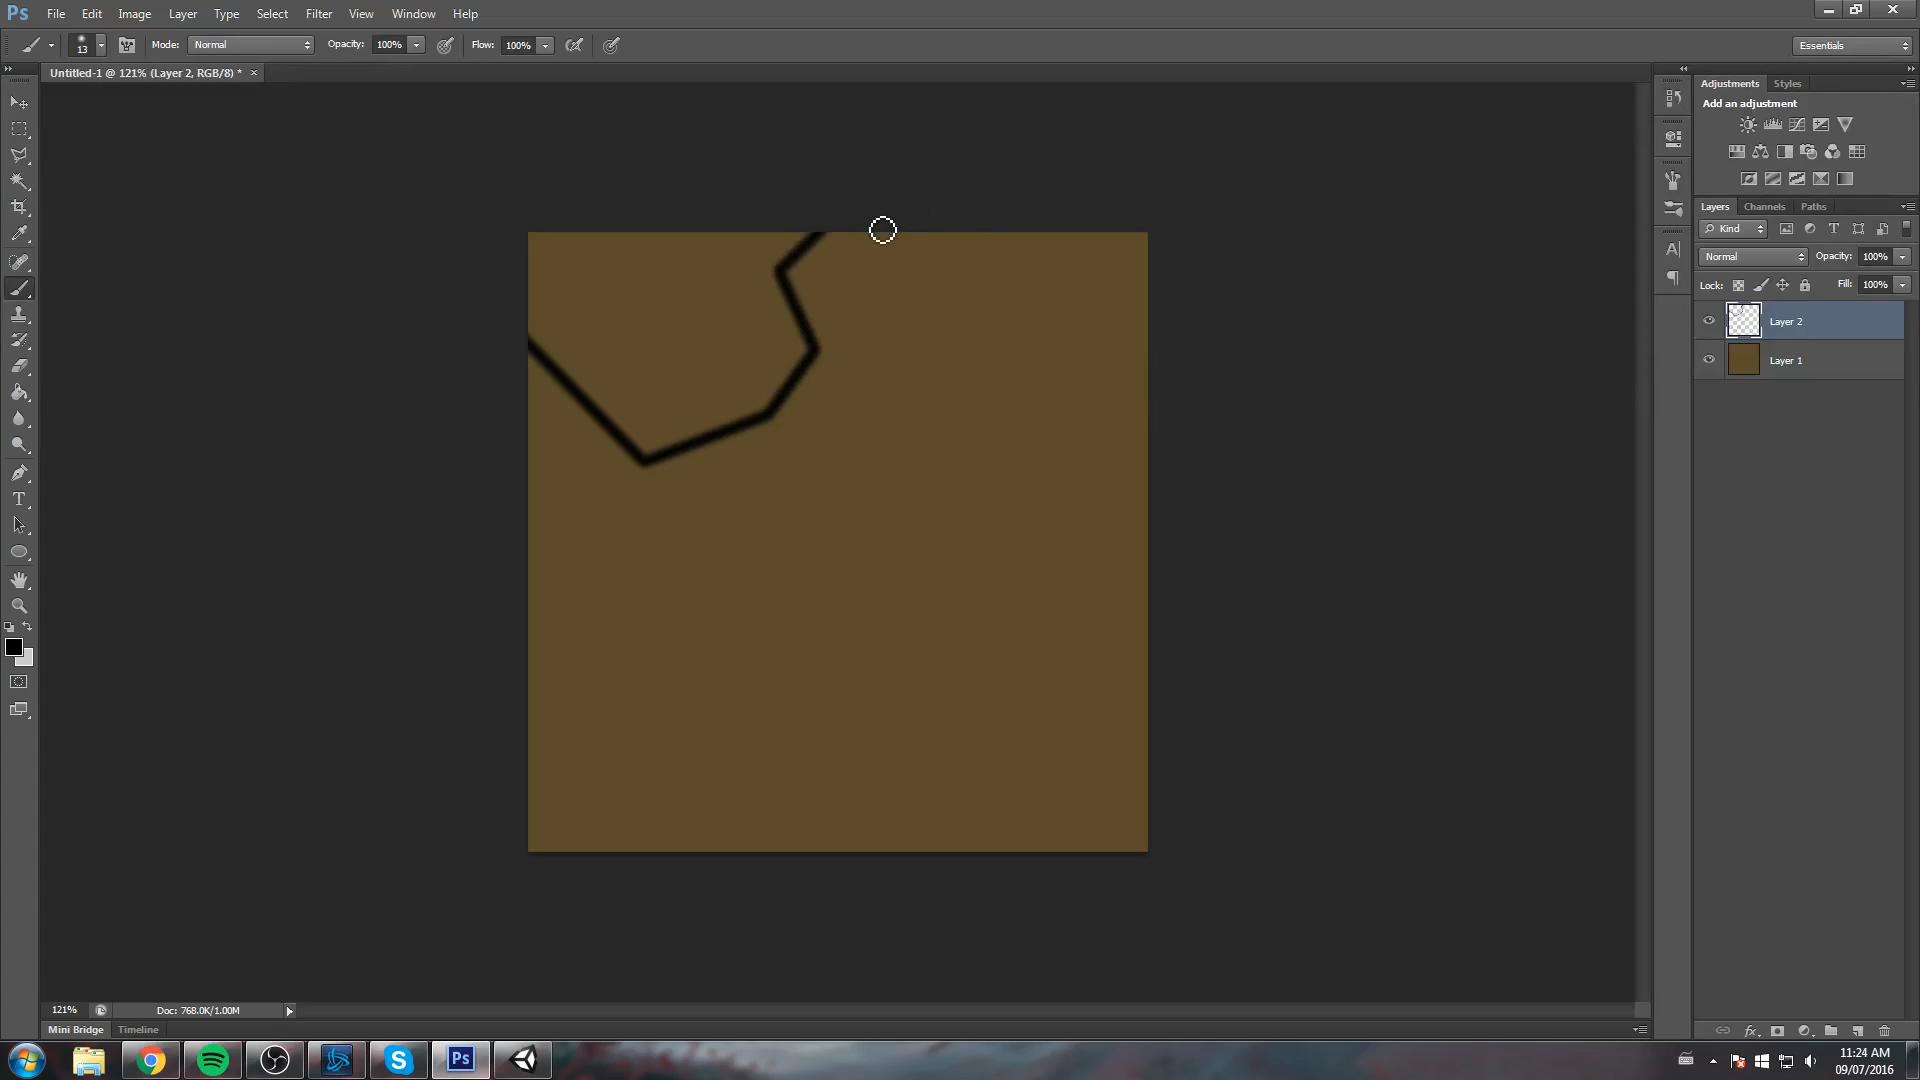 Ps File Edit Image Layer Type Select Filter View Window Help
13 Mode: Normal Opacity: 100% Flow: 100% Essentials
Untitled-1 @ 121% (Layer 2, RGB/8) * ×
Adjustments Styles
Add an adjustment
Layers Channels Paths
Kind
Normal Opacity: 100%
Lock: Fill: 100%
Layer 2
Layer 1
T
A
121% Doc: 768.0K/1.00M
Mini Bridge Timeline
S Ps
11:24 AM
09/07/2016